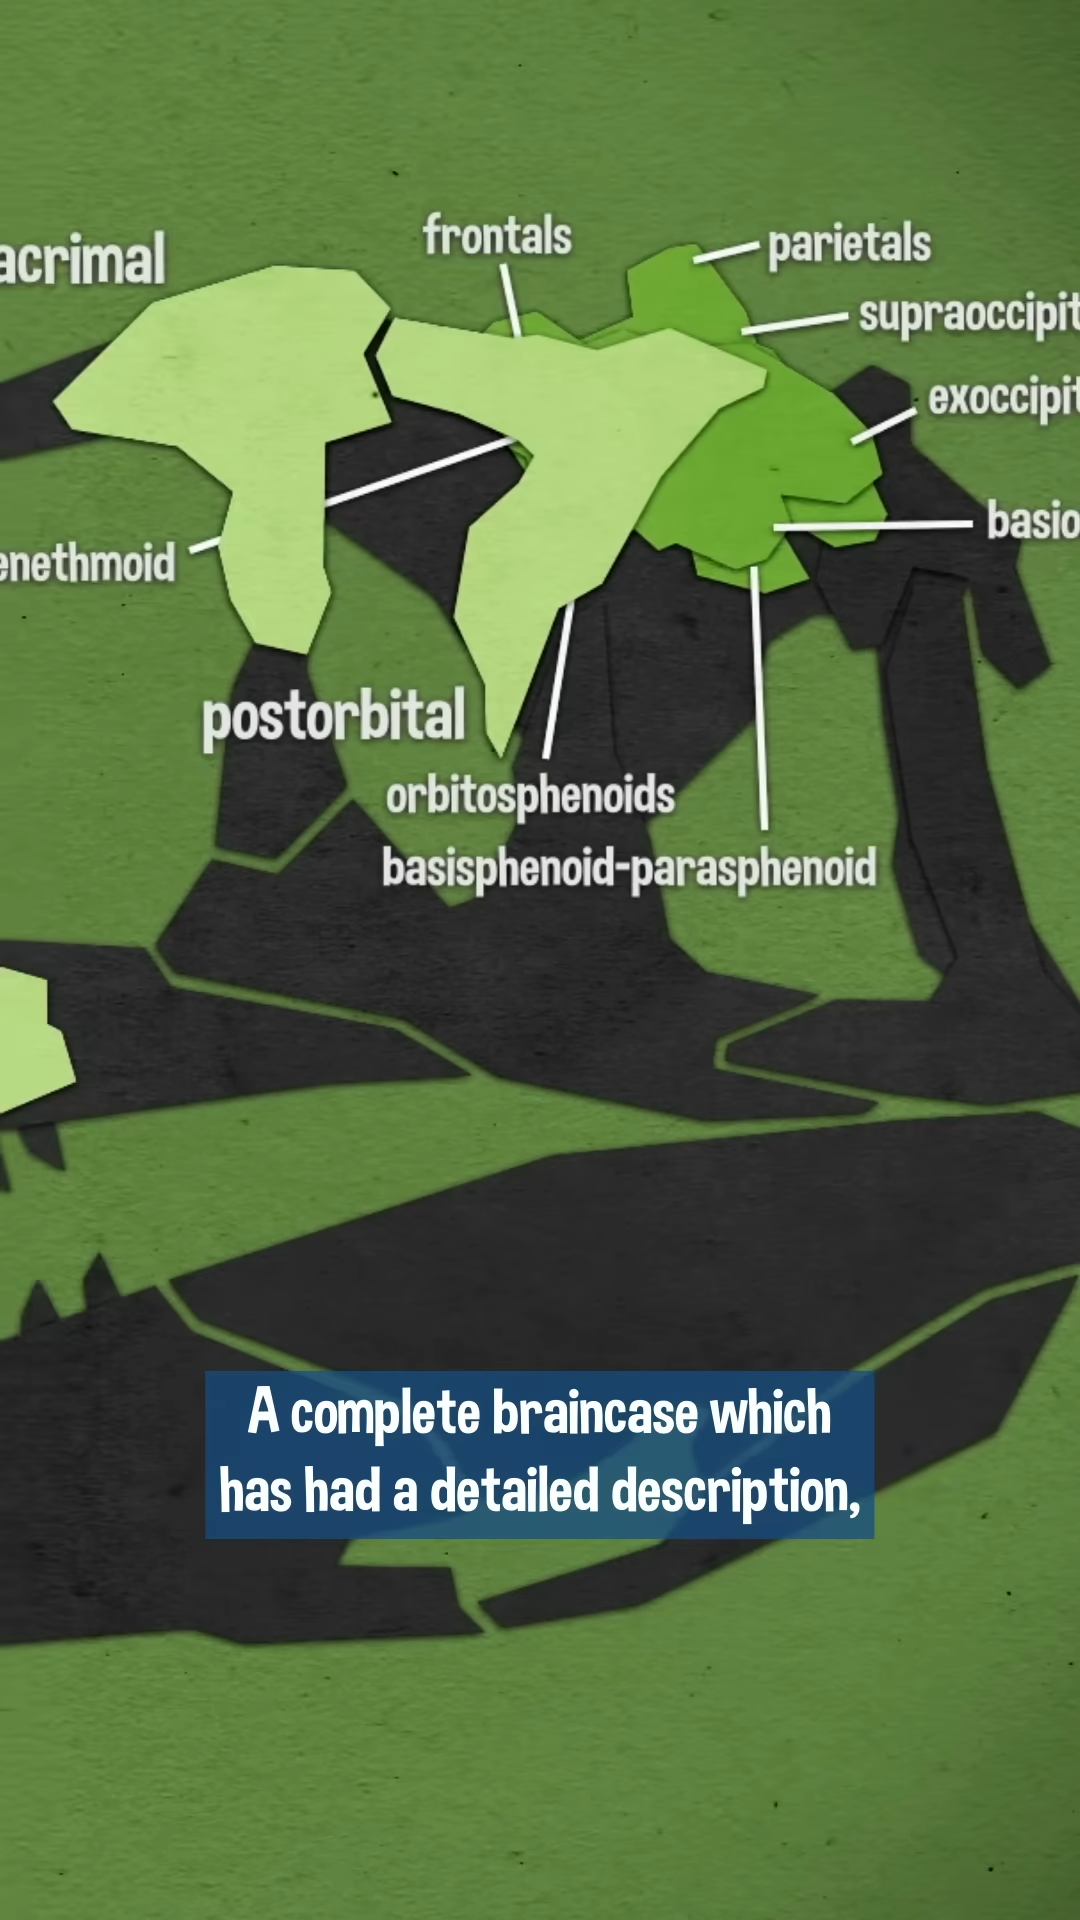 frontals
parietals
acrimal
supraoccipit
exoccipit
basio
enethmoid
postorbital
orbitosphenoids
basisphenoid-parasphenoid
A complete braincase which
has had a detailed description,